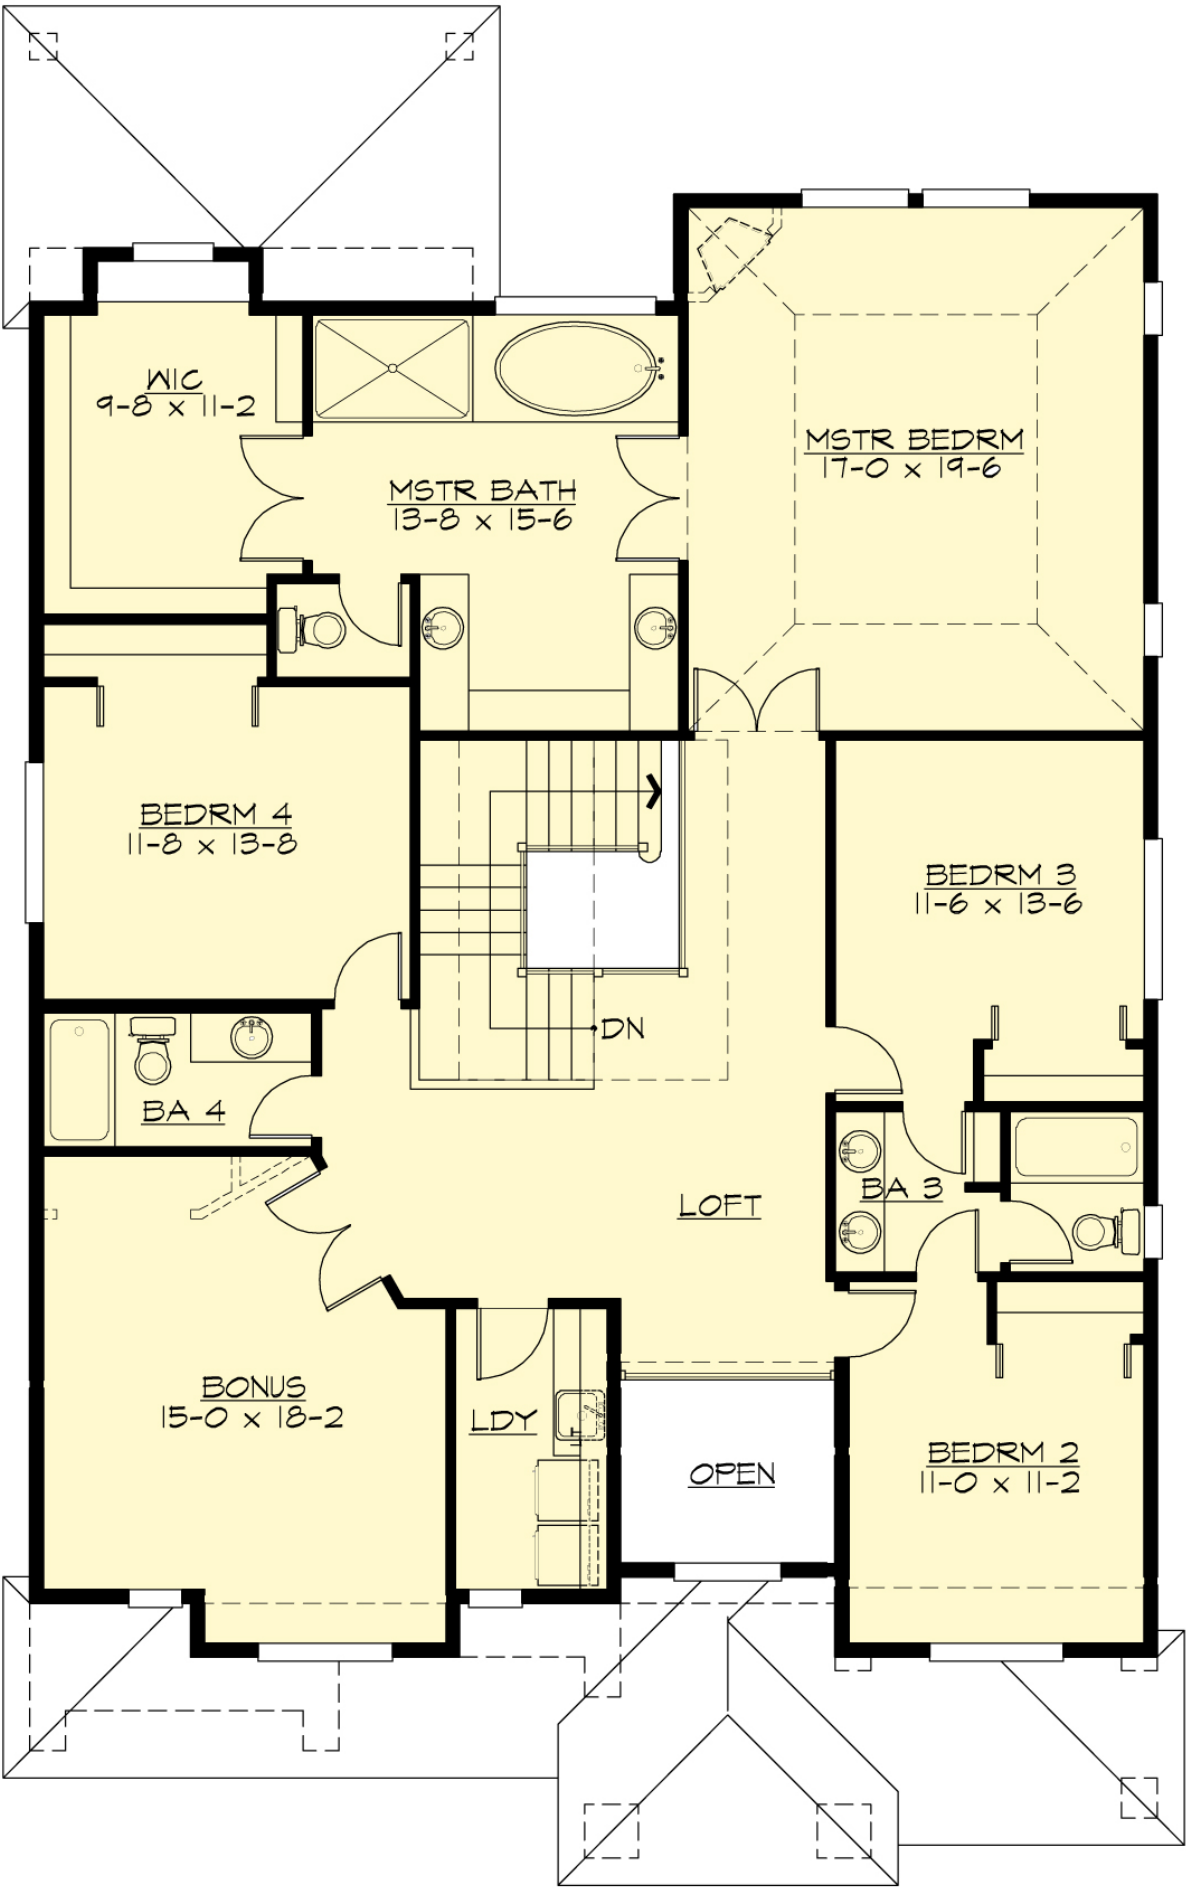 WIC
9-8 x 11-2
MSTR BATH
13-8 x 15-6
MSTR BEDRM
17-0 x 19-6
BEDRM 4
11-8 x 13-8
BEDRM 3
11-6 x 13-6
DN
BA 4
BA 3
LOFT
BONUS
15-0 x 18-2
LDY
LT
OPEN
BEDRM 2
11-0 x 11-2